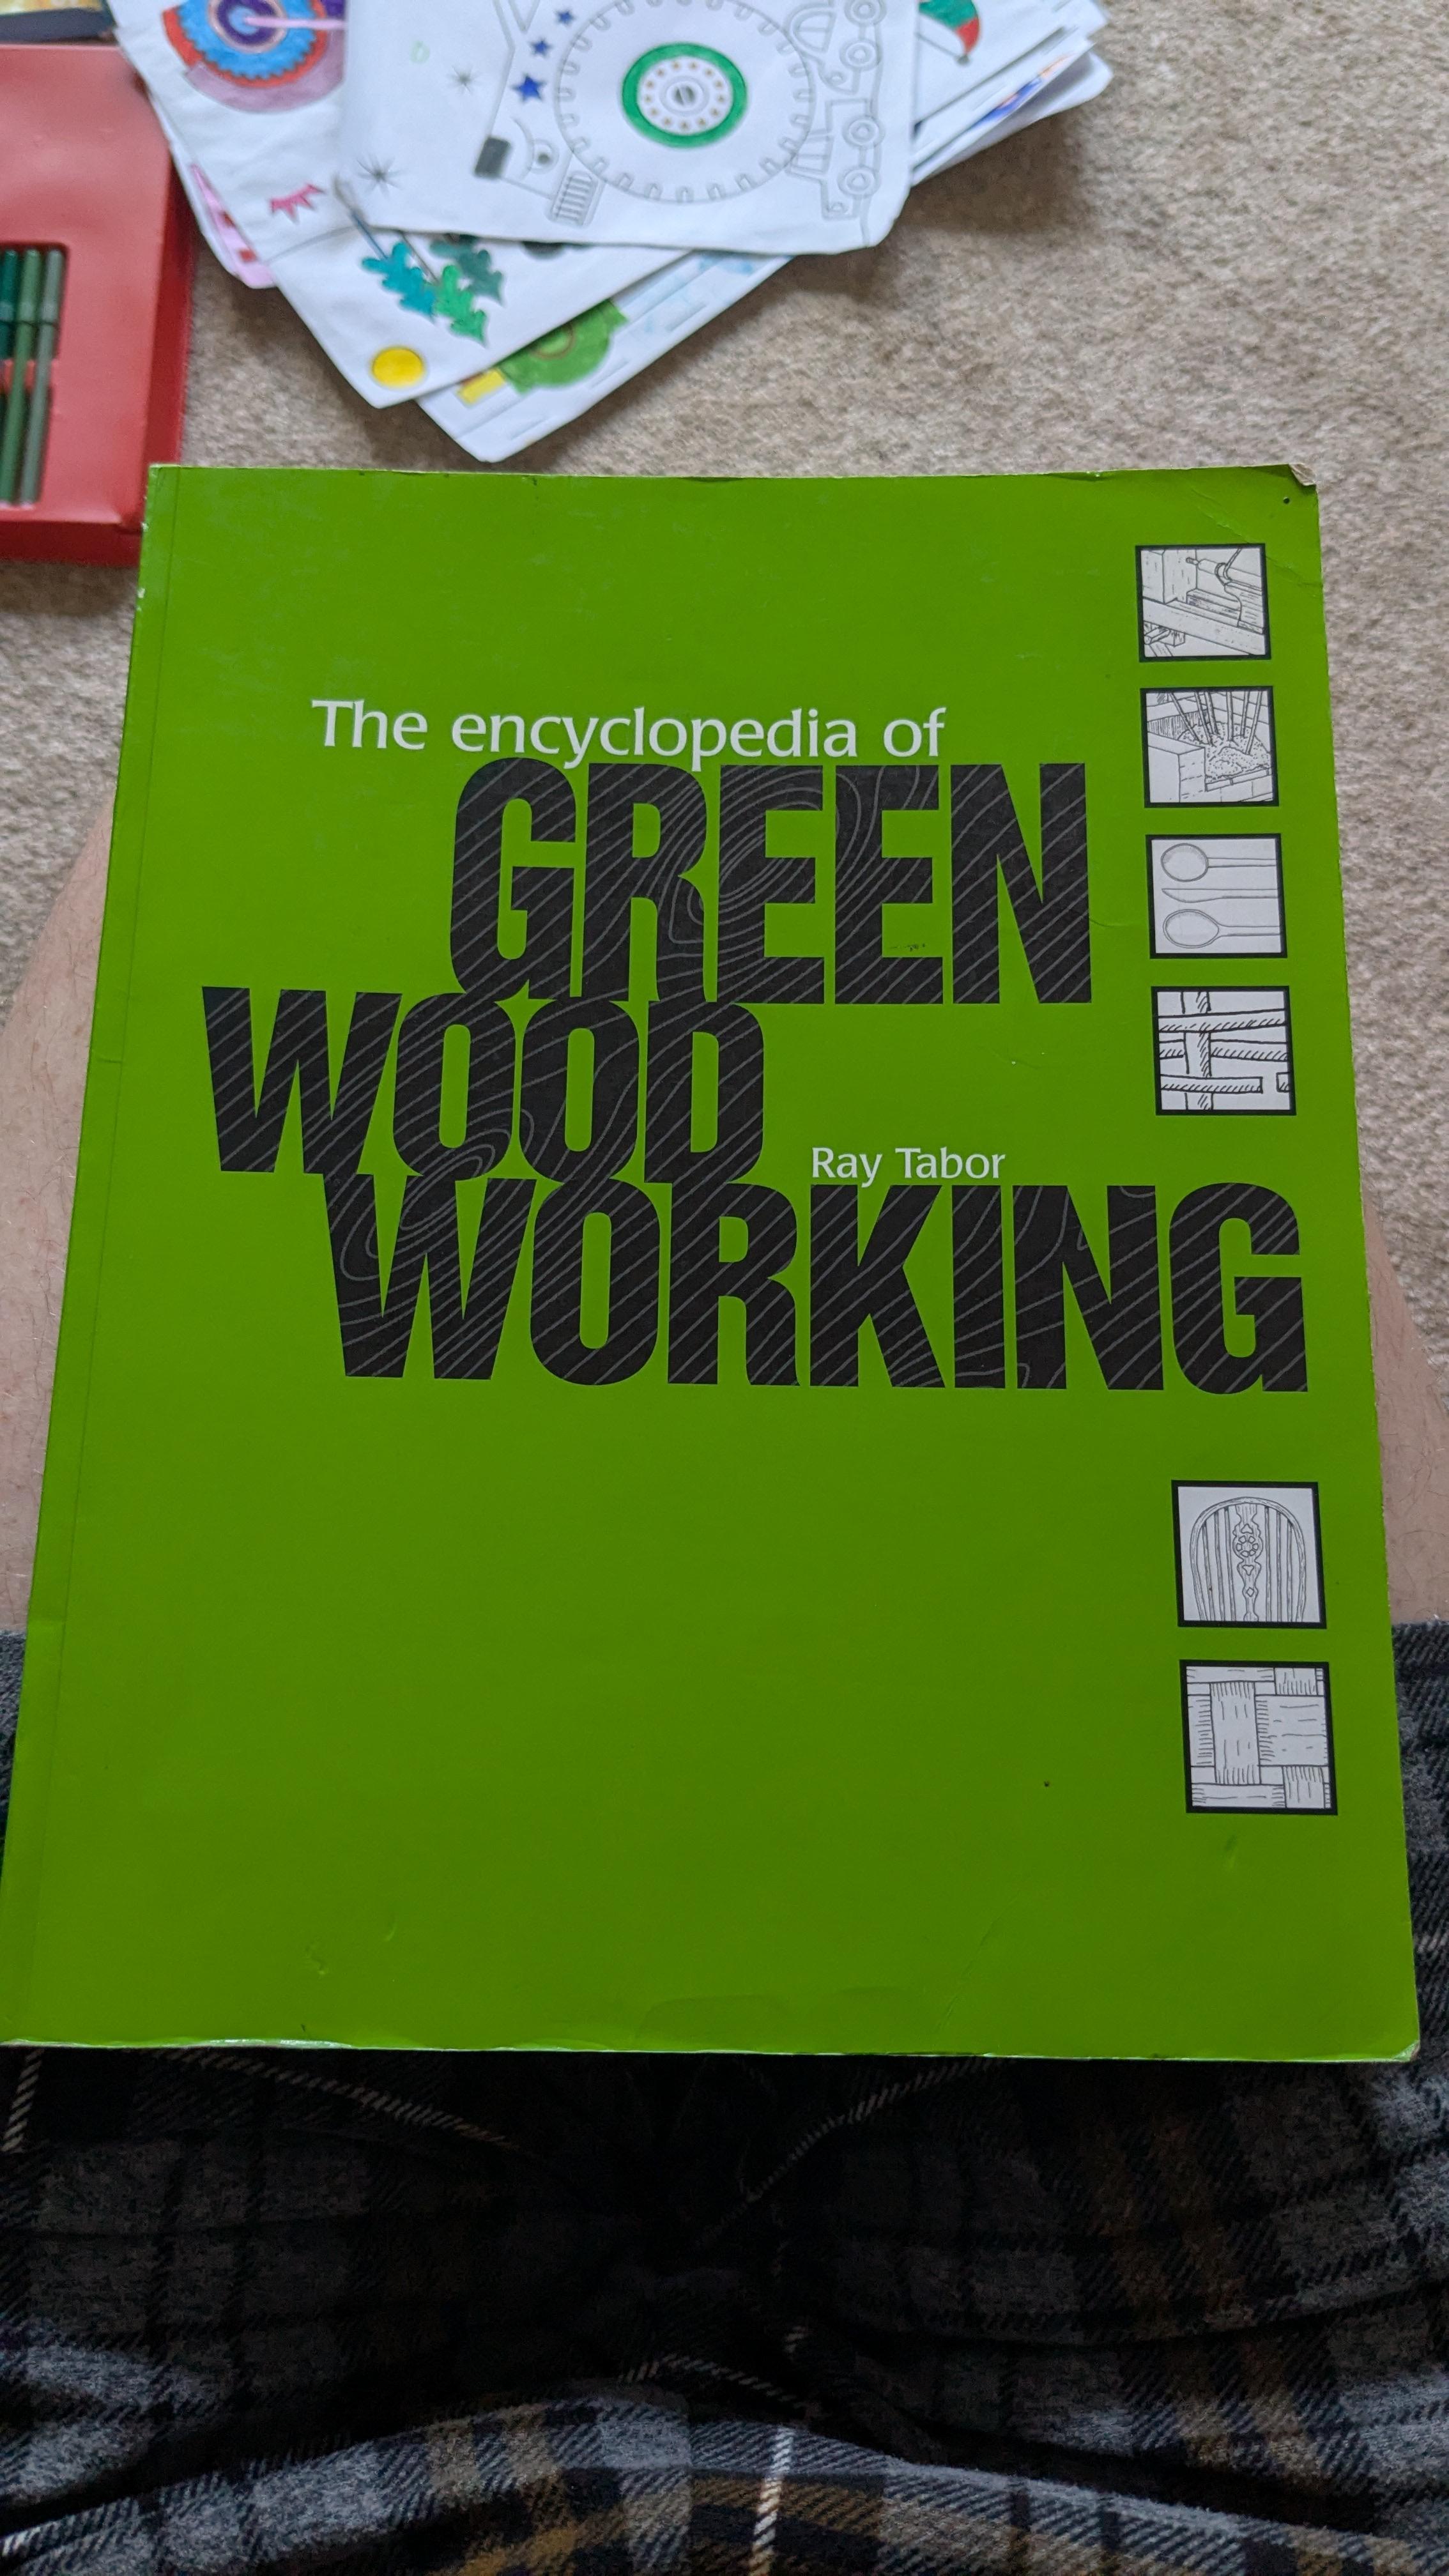 The encyclopedia of
GREEN
WOOD
Ray Tabor
WORKING